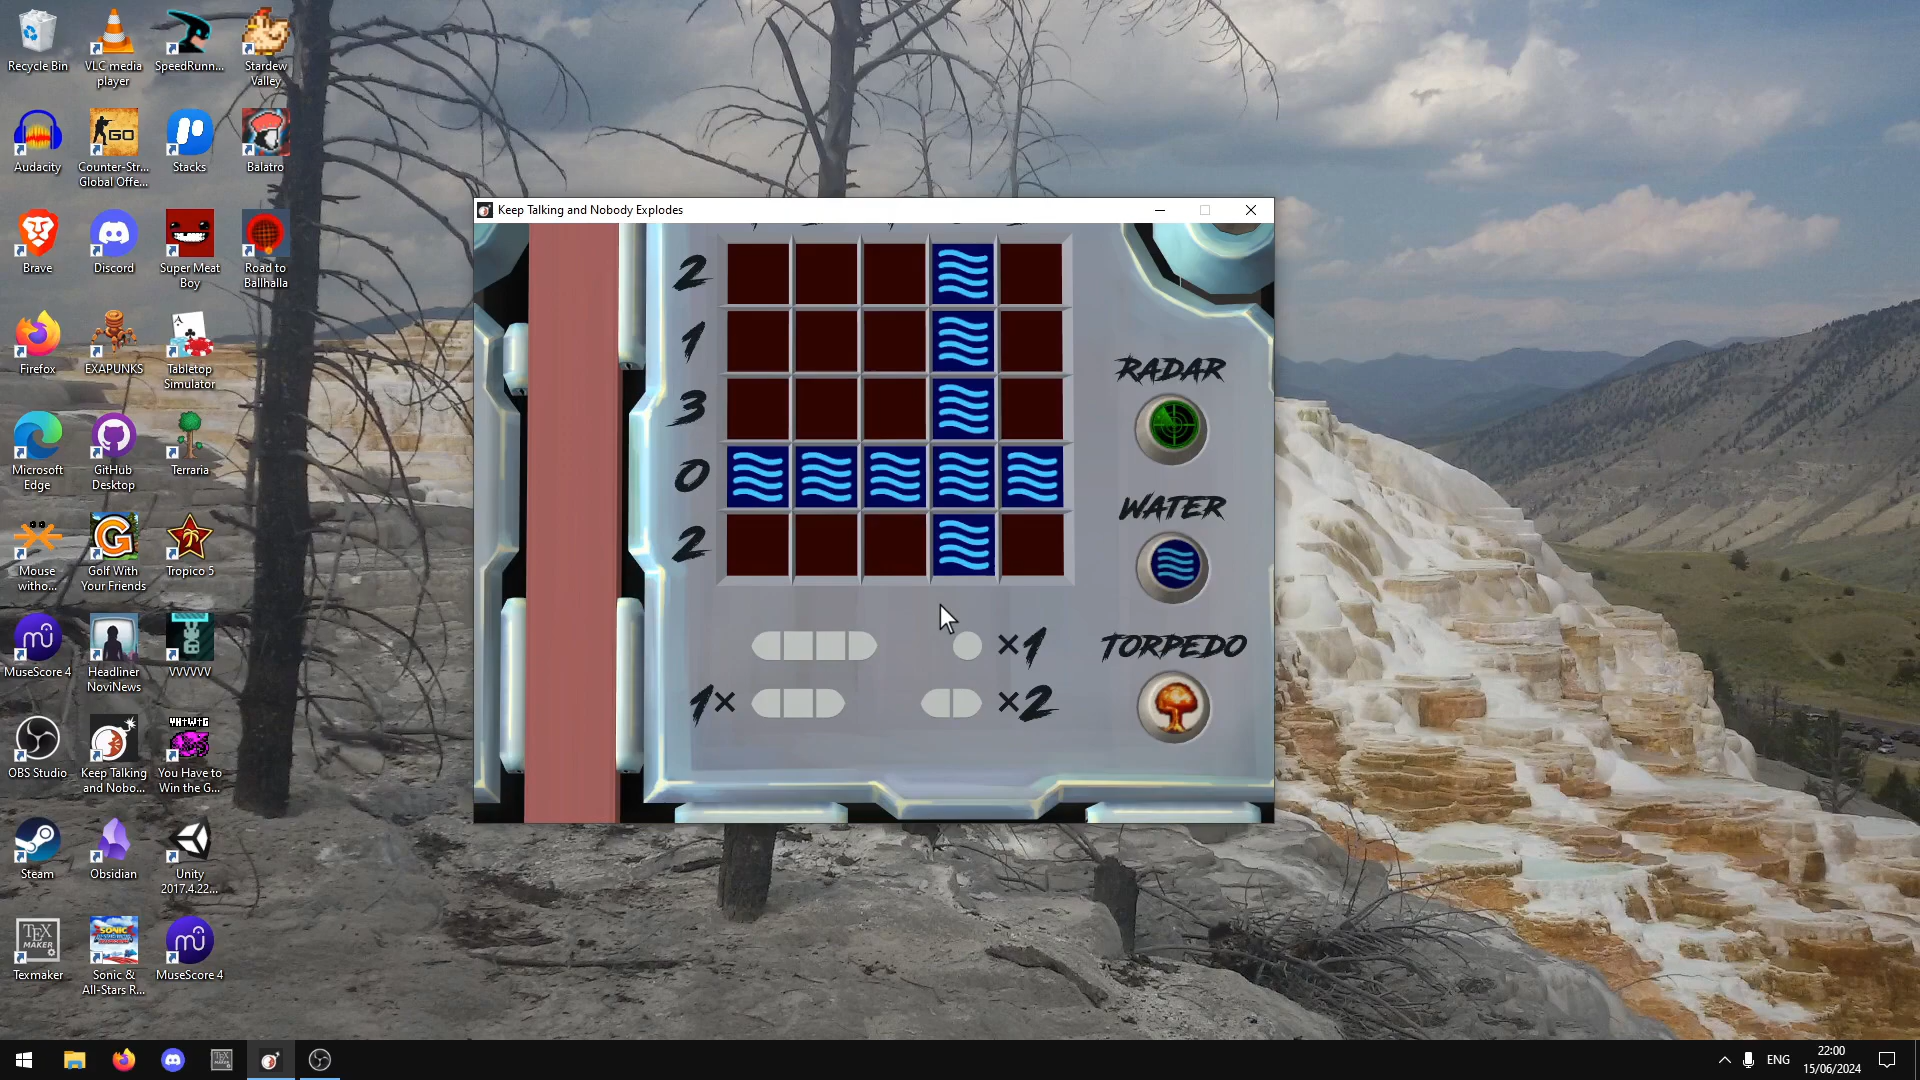 Recycle Bin
VLC media
player
SpeedRunn...
Stardew
Valley
Audacity
Counter-Str...
Global Offe...
Stacks
Balatro
Brave
Discord
Super Meat
Boy
Road to
Ballhalla
Firefox
EXAPUNKS
Tabletop
Simulator
Microsoft
Edge
GitHub
Desktop
Terraria
Mouse
witho...
Golf With
Your Friends
Tropico 5
MuseScore 4
Headliner
NoviNews
VVVVVV
OBS Studio
Keep Talking
and Nobo...
You Have to
Win the G...
Steam
Obsidian
Unity
2017.4.22...
Texmaker
Sonic &
All-Stars R...
MuseScore 4
Keep Talking and Nobody Explodes
2
1
3
0
2
RADAR
WATER
TORPEDO
×1
1×
×2
ENG
22:00
15/06/2024